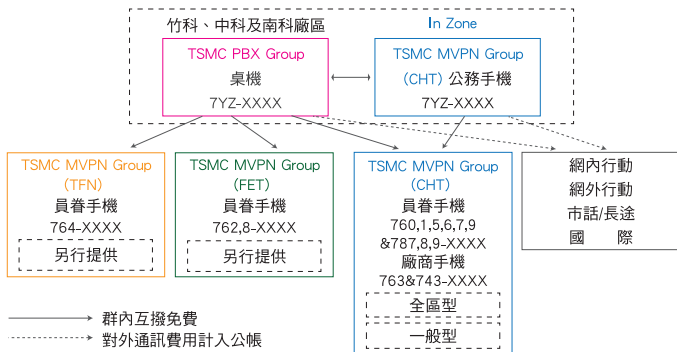 竹科、中科及南科廠區
In Zone
TSMC PBX Group
桌機
7YZ-XXXX
TSMC MVPN Group
(CHT) 公務手機
7YZ-XXXX
TSMC MVPN Group
(TFN)
員眷手機
764-XXXX
另行提供
TSMC MVPN Group
(FET)
員眷手機
762,8-XXXX
另行提供
TSMC MVPN Group
(CHT)
員眷手機
760,1,5,6,7,9
&787,8,9-XXXX
廠商手機
763&743-XXXX
全區型
一般型
網內行動
網外行動
市話/長途
國 際
群內互撥免費
對外通訊費用計入公帳